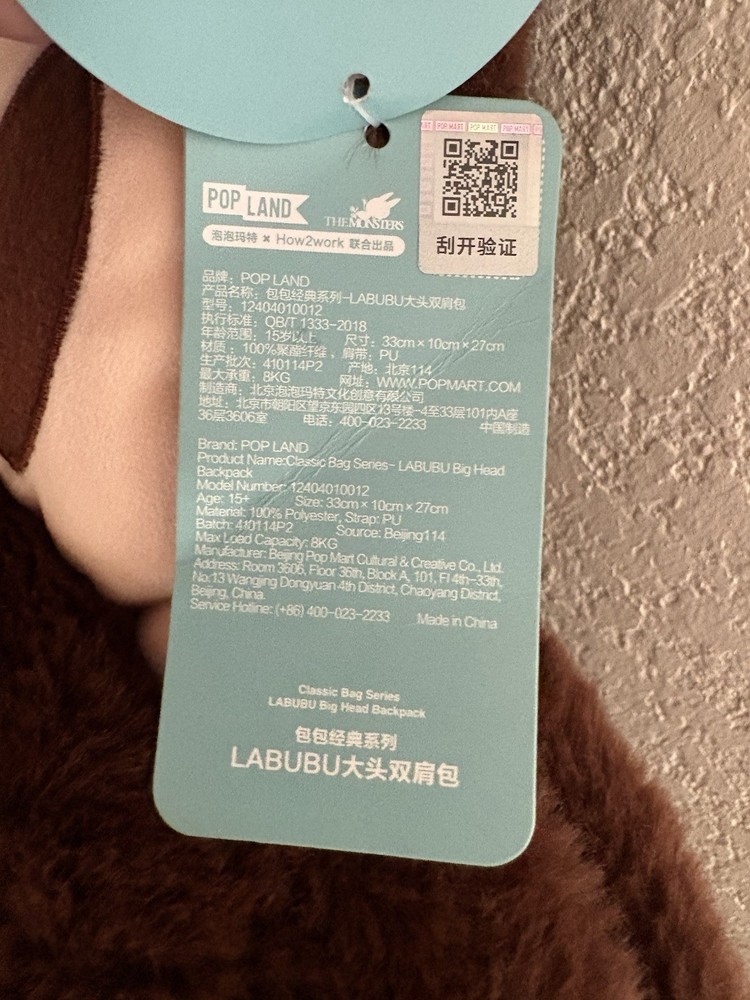 POP MART POP MART POP MART
刮开验证
POP LAND
THE MONSTERS
泡泡玛特 × How2work 联合出品
品牌：POP LAND
产品名称：包包经典系列-LABUBU大头双肩包
型号：12404010012
执行标准：QB/T 1333-2018
年龄范围：15岁以上 尺寸：33cm×10cm×27cm
材质：100%聚酯纤维，肩带：PU
生产批次：410114P2 产地：北京114
最大承重：8KG 网址：WWW.POPMART.COM
制造商：北京泡泡玛特文化创意有限公司
地址：北京市朝阳区望京东园四区13号楼-4至33层101内A座
36层3606室 电话：400-023-2233 中国制造
Brand: POP LAND
Product Name:Classic Bag Series- LABUBU Big Head
Backpack
Model Number: 12404010012
Age: 15+ Size: 33cm×10cm×27cm
Material: 100% Polyester, Strap: PU
Batch: 410114P2 Source: Beijing114
Max Load Capacity: 8KG
Manufacturer: Beijing Pop Mart Cultural & Creative Co., Ltd.
Address: Room 3606, Floor 36th, Block A, 101, Fl 4th-33th,
No.13 Wangjing Dongyuan 4th District, Chaoyang District,
Beijing, China.
Service Hotline: (+86) 400-023-2233 Made in China
Classic Bag Series
LABUBU Big Head Backpack
包包经典系列
LABUBU大头双肩包